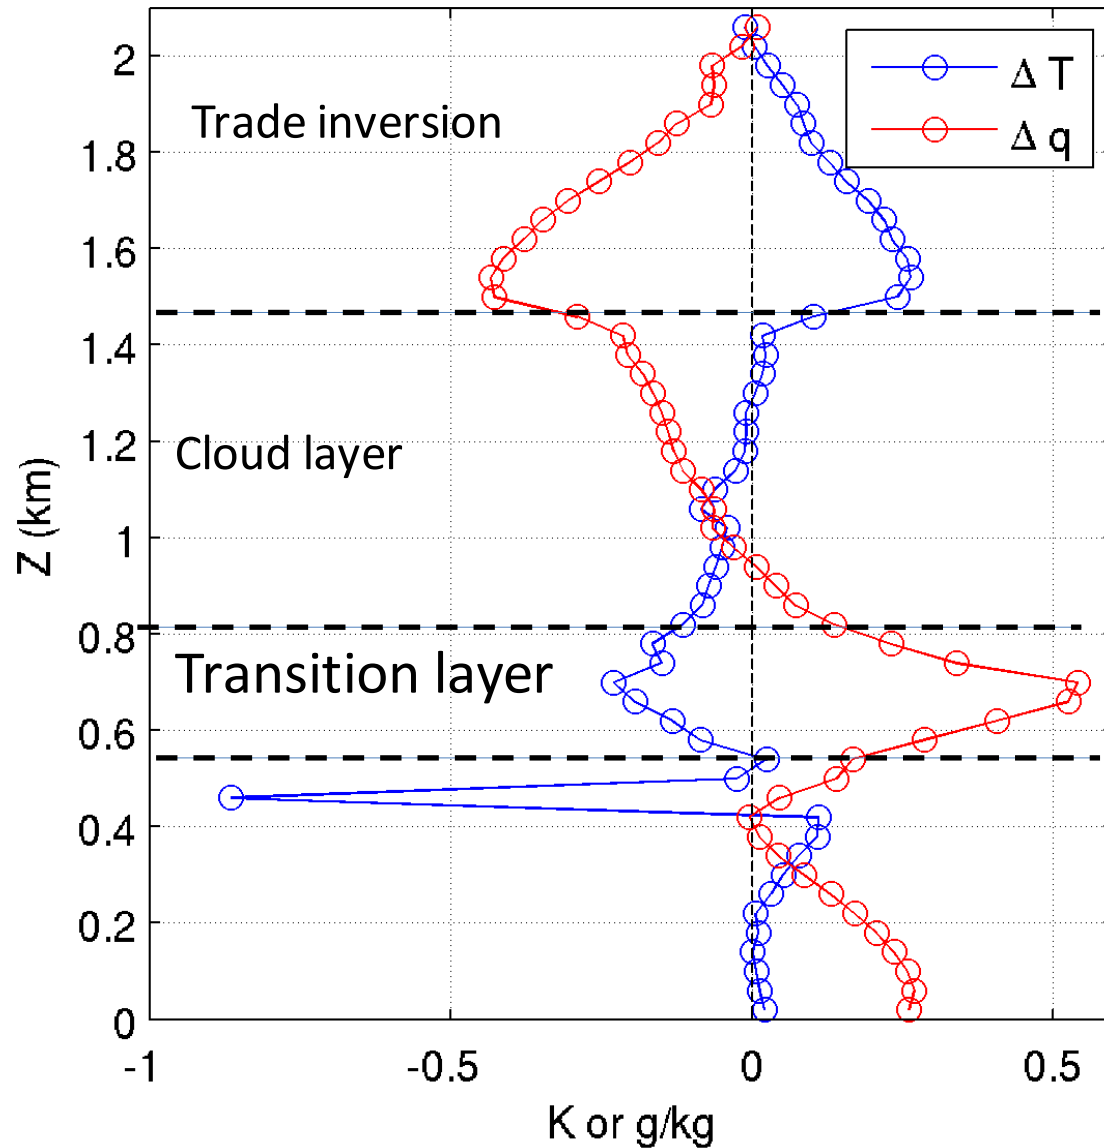 Δ T
Δ q
Trade inversion
Cloud layer
Transition layer
2
1.8
1.6
1.4
1.2
1
0.8
0.6
0.4
0.2
0
Z (km)
-1 -0.5 0 0.5
K or g/kg